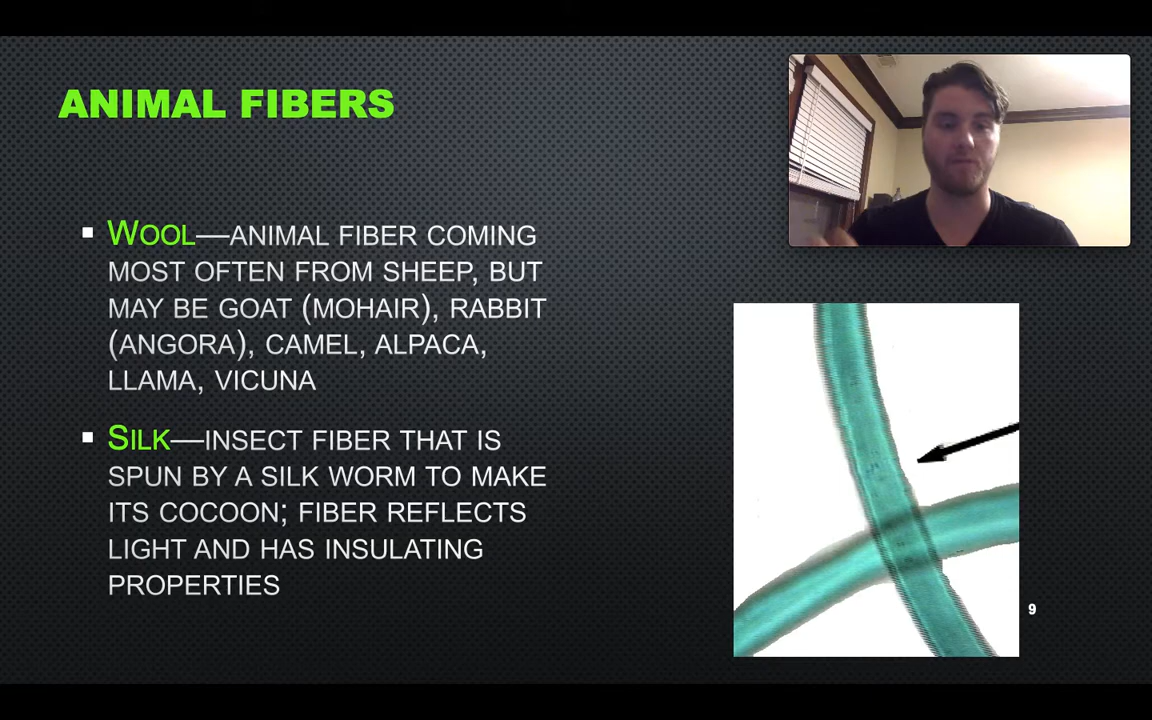 ANIMAL FIBERS
▪ WOOL—ANIMAL FIBER COMING
MOST OFTEN FROM SHEEP, BUT
MAY BE GOAT (MOHAIR), RABBIT
(ANGORA), CAMEL, ALPACA,
LLAMA, VICUNA
▪ SILK—INSECT FIBER THAT IS
SPUN BY A SILK WORM TO MAKE
ITS COCOON; FIBER REFLECTS
LIGHT AND HAS INSULATING
PROPERTIES
9